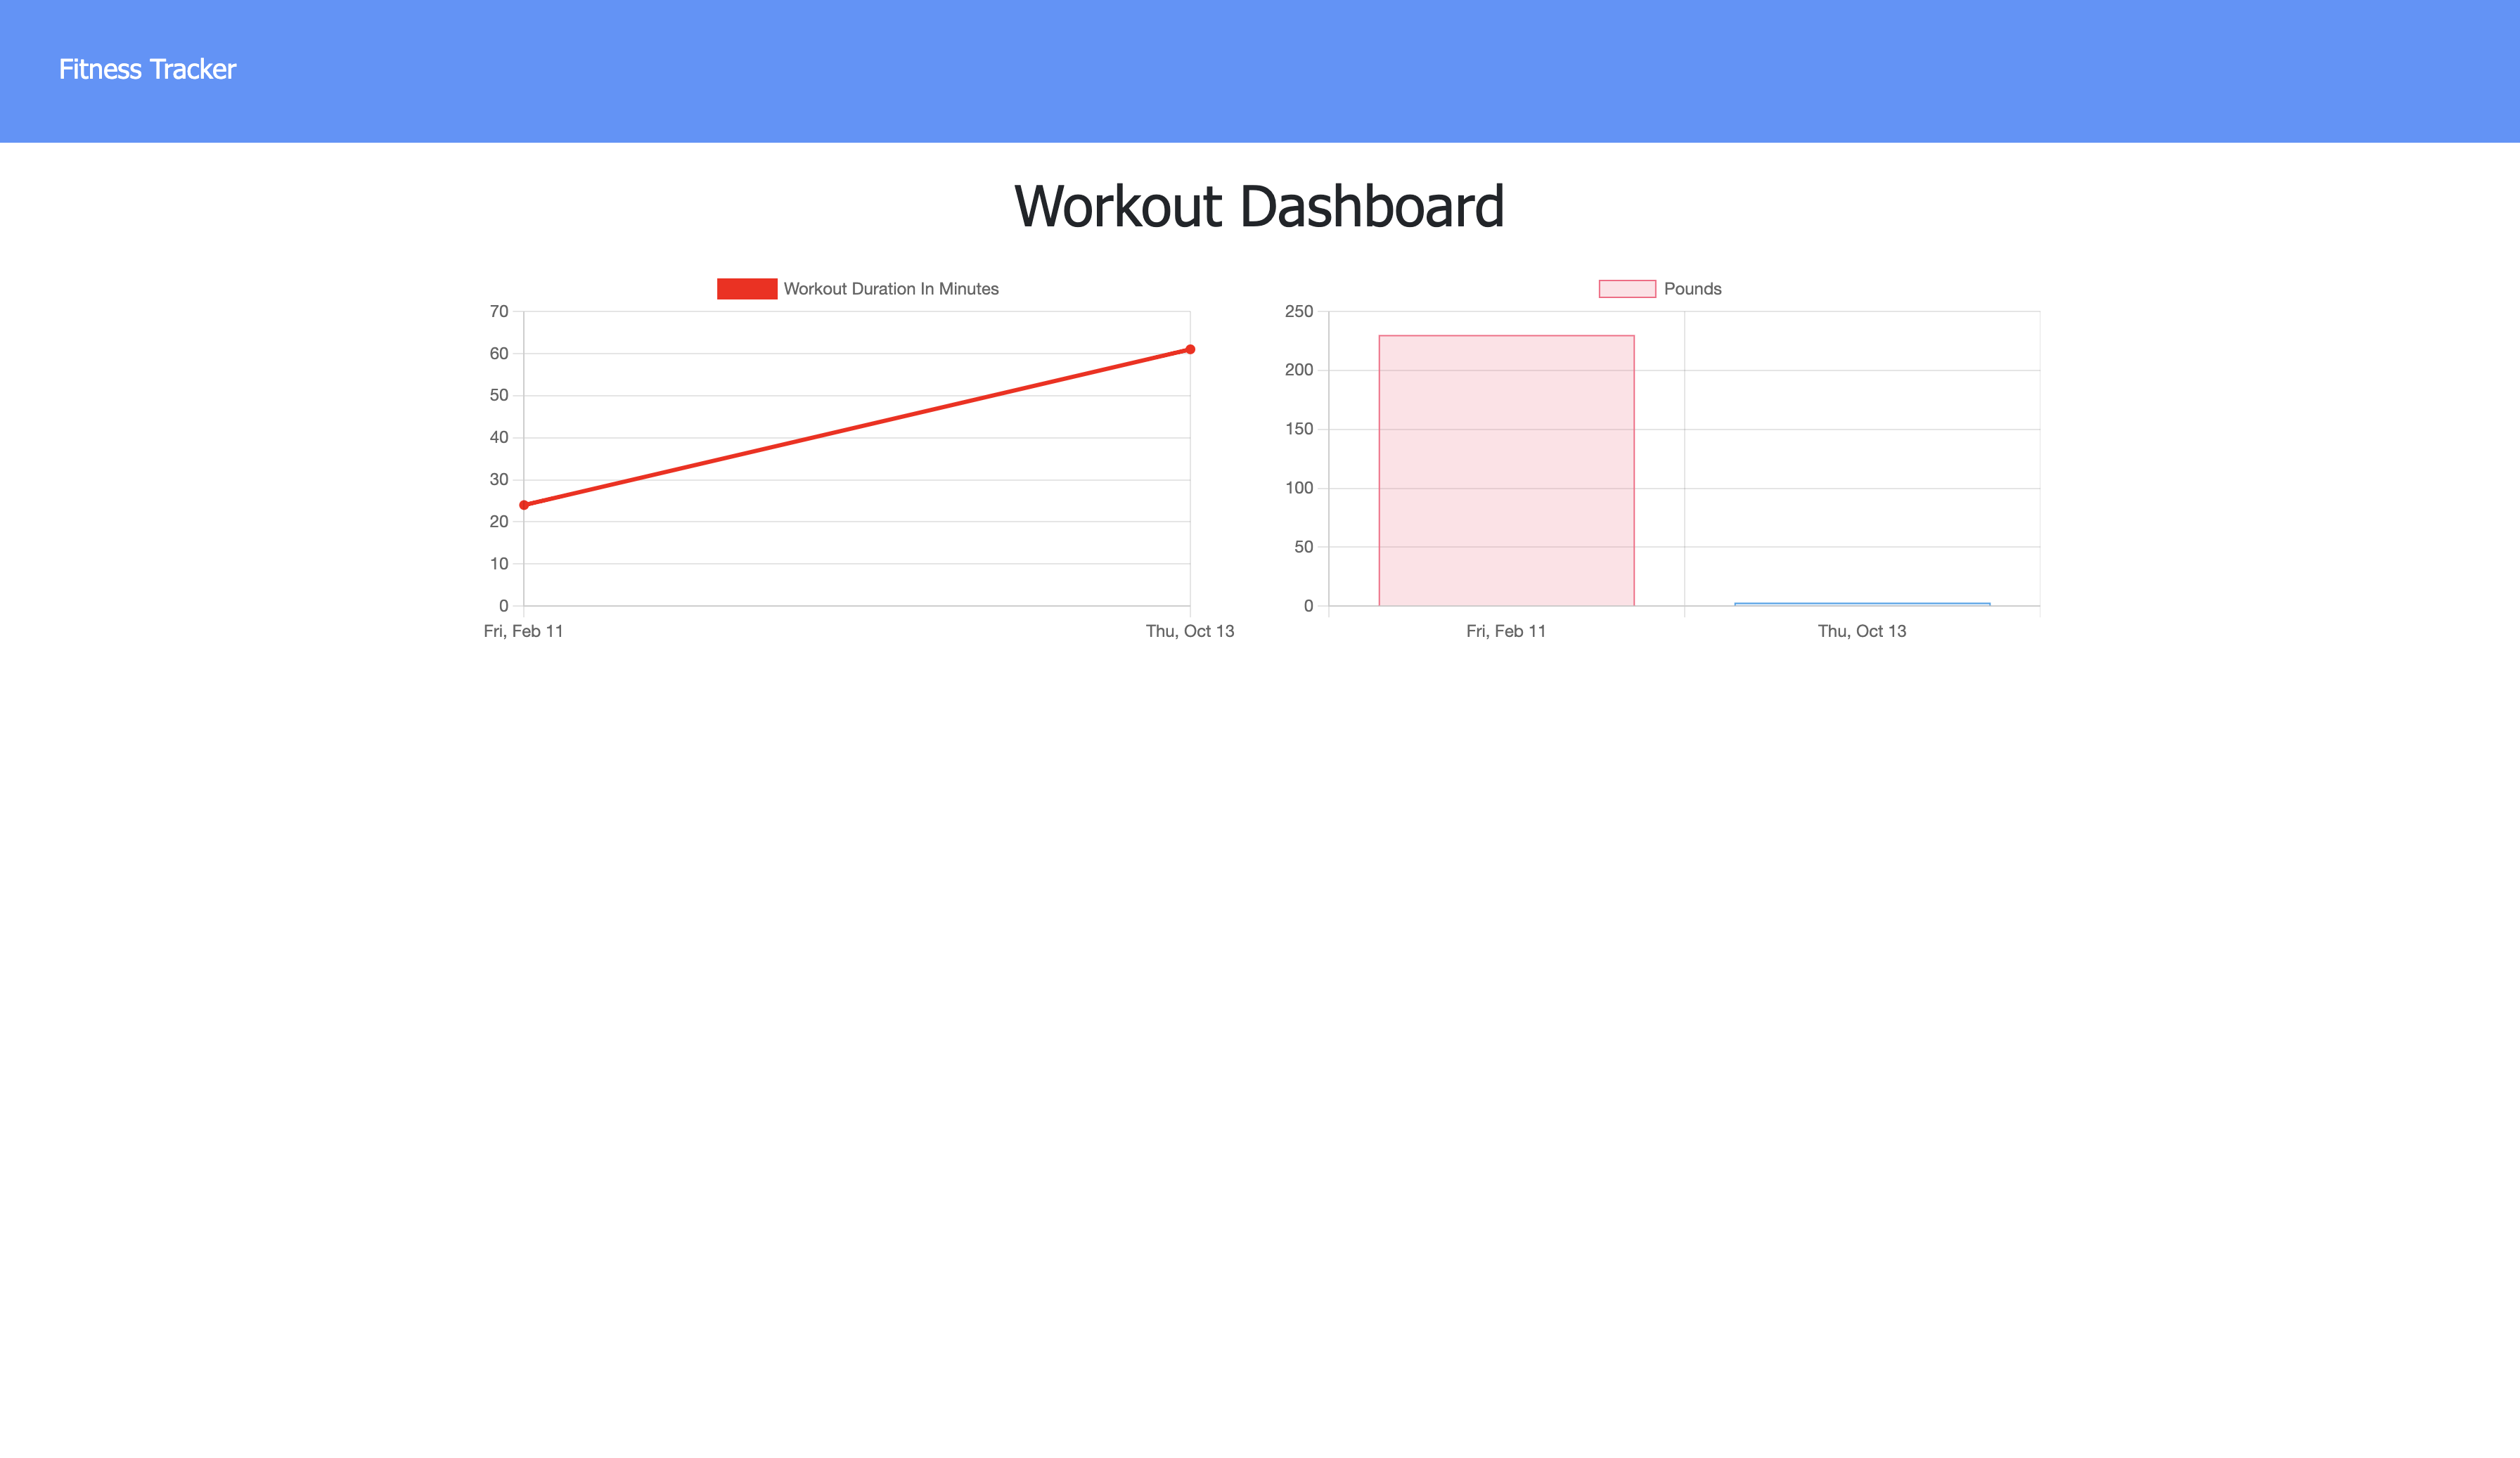 Fitness Tracker
Workout Dashboard
Workout Duration In Minutes
70
60
50
40
30
20
10
0
Fri, Feb 11
Thu, Oct 13
Pounds
250
200
150
100
50
0
Fri, Feb 11
Thu, Oct 13